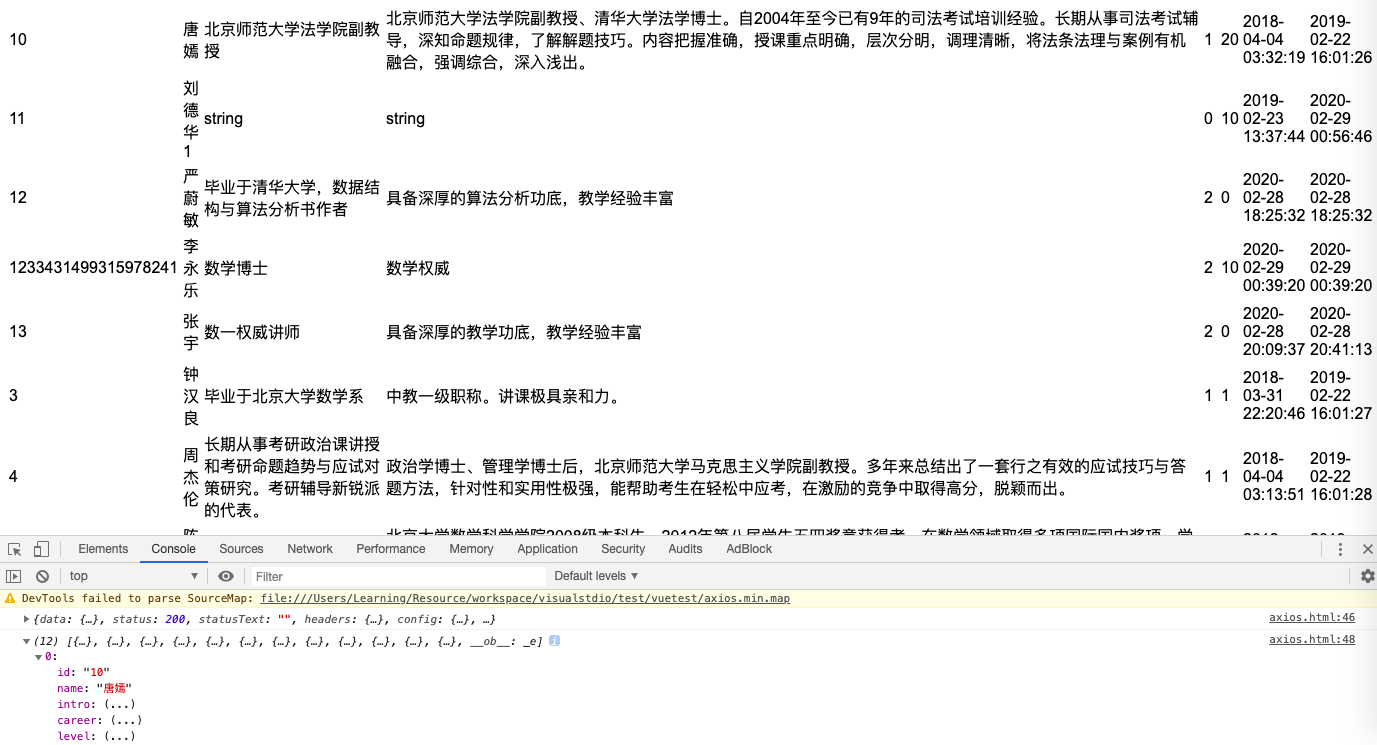 10 唐嫣 北京师范大学法学院副教授 北京师范大学法学院副教授、清华大学法学博士。自2004年至今已有9年的司法考试培训经验。长期从事司法考试辅导，深知命题规律，了解解题技巧。内容把握准确，授课重点明确，层次分明，调理清晰，将法条法理与案例有机融合，强调综合，深入浅出。 1 20 2018-04-04 03:32:19 2019-02-22 16:01:26
11 刘德华1 string string 0 10 2019-02-23 13:37:44 2020-02-29 00:56:46
12 严蔚敏 毕业于清华大学，数据结构与算法分析书作者 具备深厚的算法分析功底，教学经验丰富 2 0 2020-02-28 18:25:32 2020-02-28 18:25:32
1233431499315978241 李永乐 数学博士 数学权威 2 10 2020-02-29 00:39:20 2020-02-29 00:39:20
13 张宇 数一权威讲师 具备深厚的教学功底，教学经验丰富 2 0 2020-02-28 20:09:37 2020-02-28 20:41:13
3 钟汉良 毕业于北京大学数学系 中教一级职称。讲课极具亲和力。 1 1 2018-03-31 22:20:46 2019-02-22 16:01:27
4 周杰伦 长期从事考研政治课讲授和考研命题趋势与应试对策研究。考研辅导新锐派的代表。 政治学博士、管理学博士后，北京师范大学马克思主义学院副教授。多年来总结出了一套行之有效的应试技巧与答题方法，针对性和实用性极强，能帮助考生在轻松中应考，在激励的竞争中取得高分，脱颖而出。 1 1 2018-04-04 03:13:51 2019-02-22 16:01:28
Elements Console Sources Network Performance Memory Application Security Audits AdBlock
top Filter Default levels
DevTools failed to parse SourceMap: file:///Users/Learning/Resource/workspace/visualstdio/test/vuetest/axios.min.map
{data: {…}, status: 200, statusText: "", headers: {…}, config: {…}, …} axios.html:46
(12) [{…}, {…}, {…}, {…}, {…}, {…}, {…}, {…}, {…}, {…}, {…}, {…}, __ob__: _e] axios.html:48
0:
id: "10"
name: "唐嫣"
intro: (...)
career: (...)
level: (...)